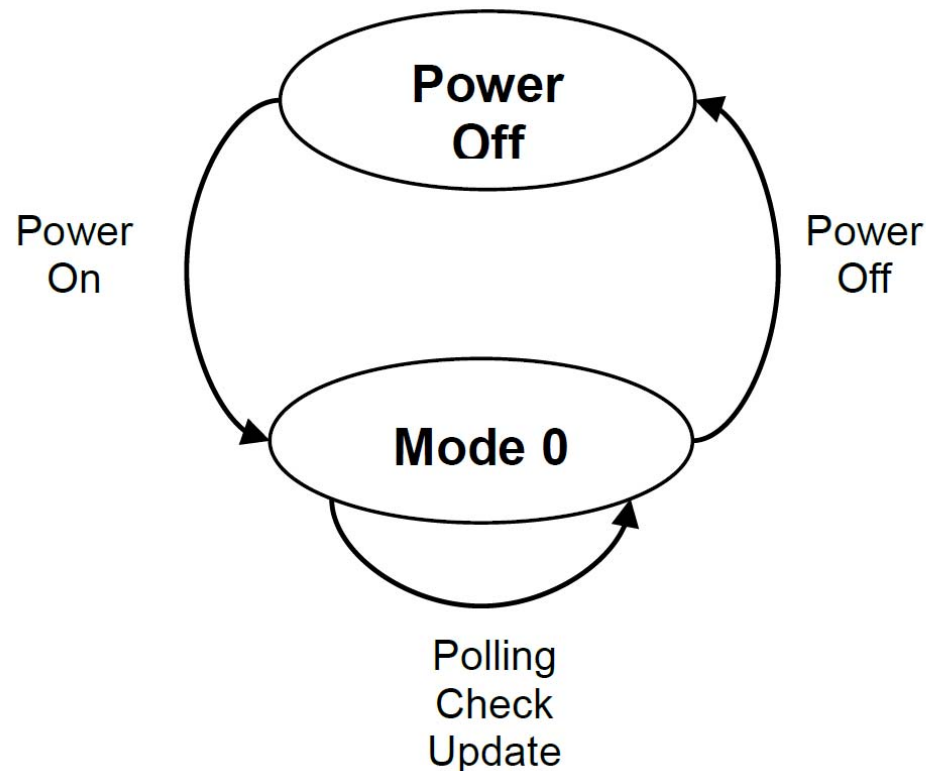 Power
Off
Power
On
Power
Off
Mode 0
Polling
Check
Update